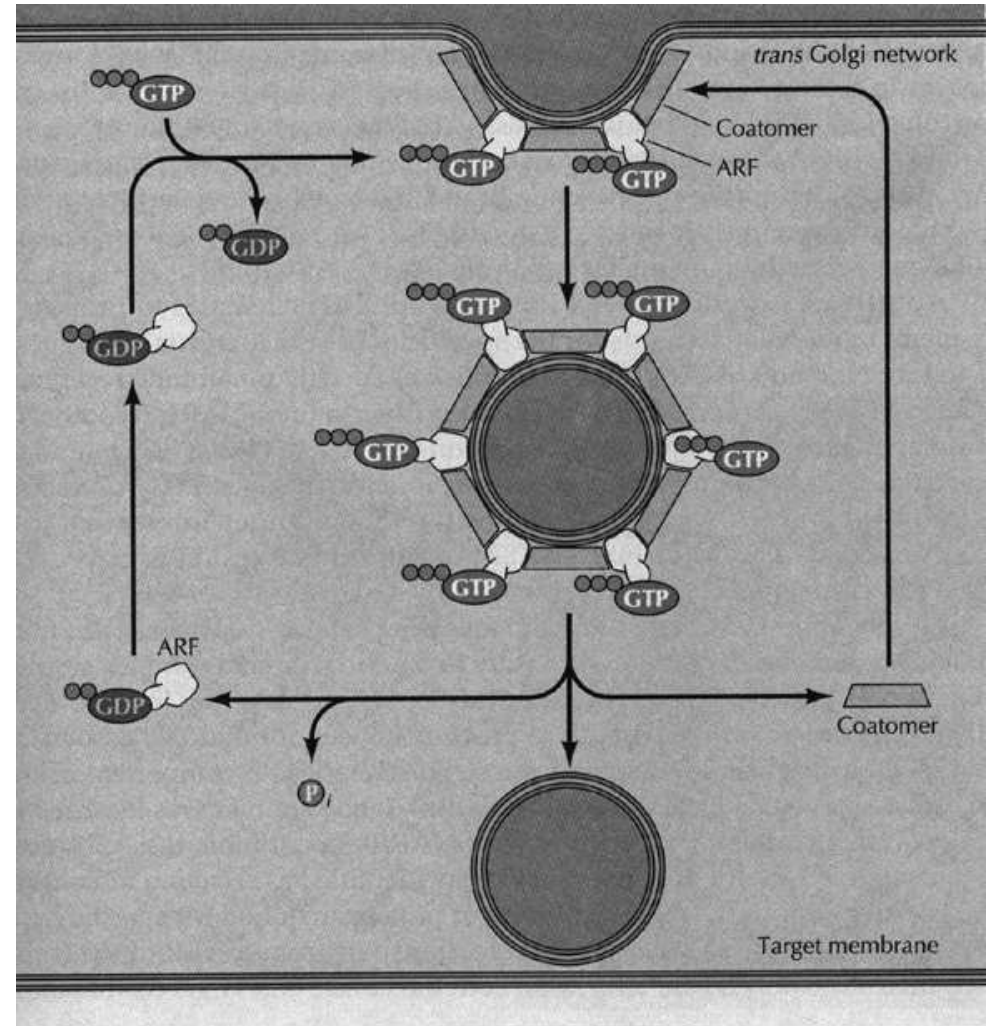 trans Golgi network
GTP
Coatomer
ARF
GTP
GTP
GDP
GTP
GTP
GDP
GTP
GTP
GTP
GTP
ARF
GDP
Coatomer
Pi
Target membrane